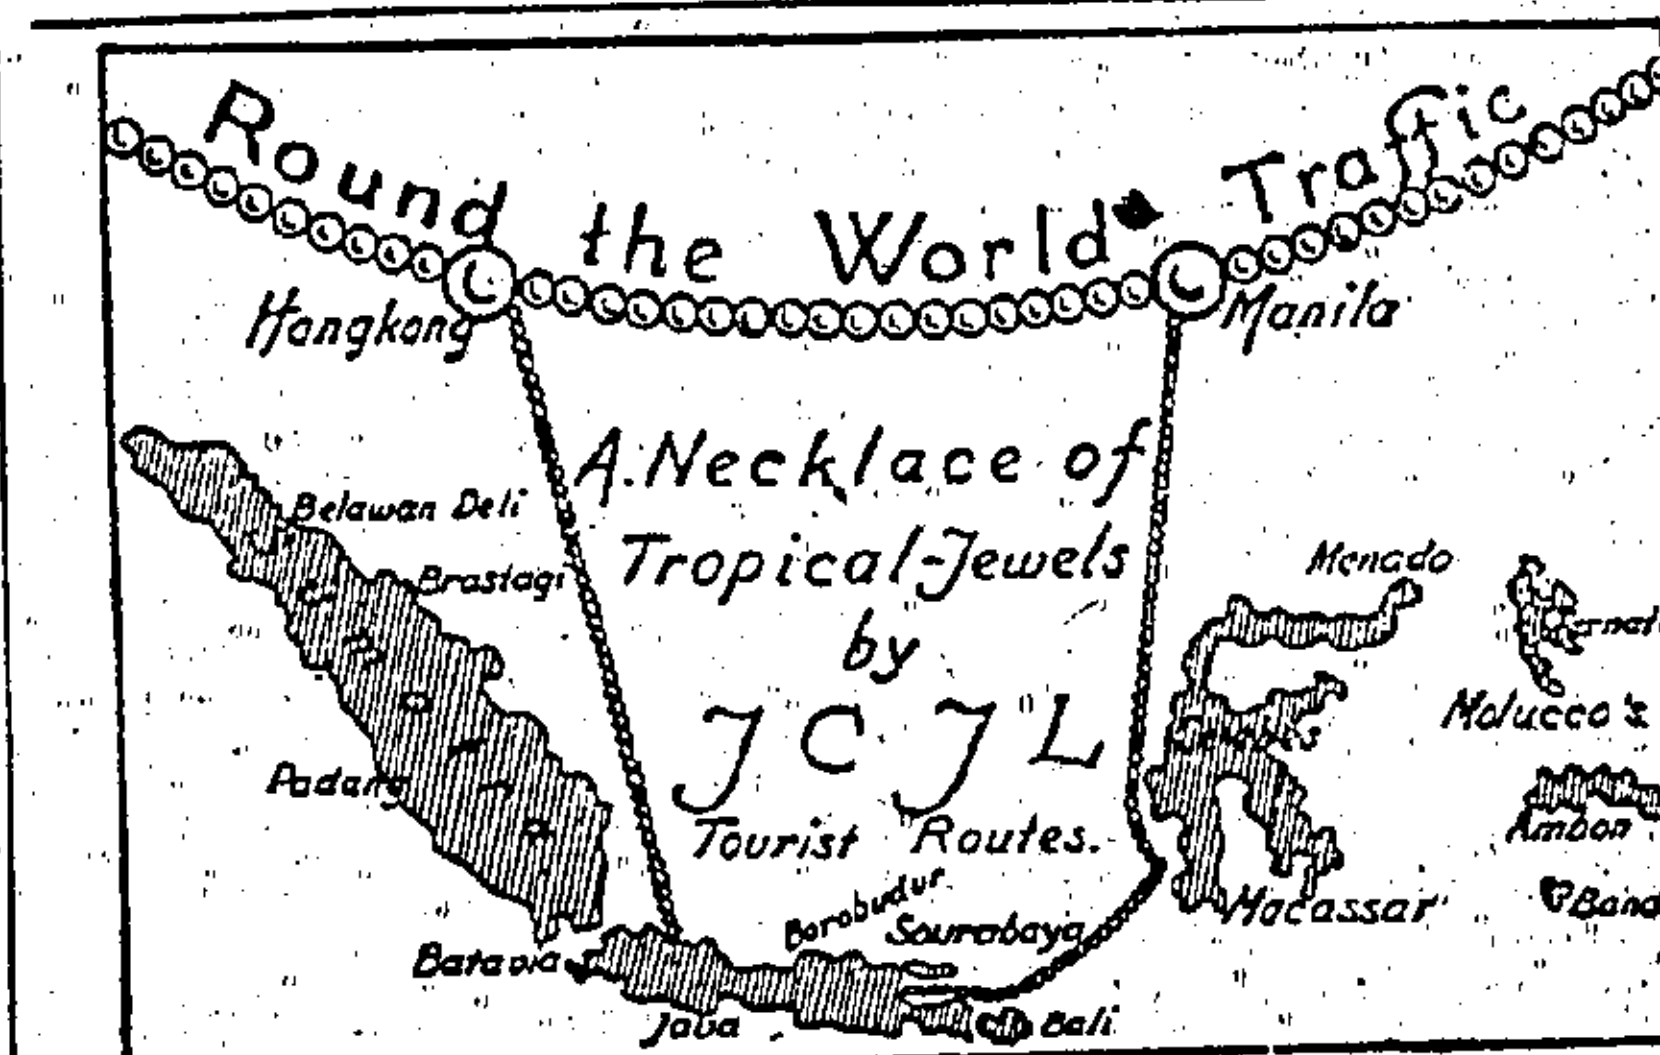 Round the World Traffic
Hongkong
Manila
A Necklace of
Tropical-Jewels
by
J C J L
Tourist Routes.
Belawan Deli
Brastagi
Padang
Menado
Molucco's
Ambon
Macassar
Borobudur
Sourabaya
Batavia
Java
Bali